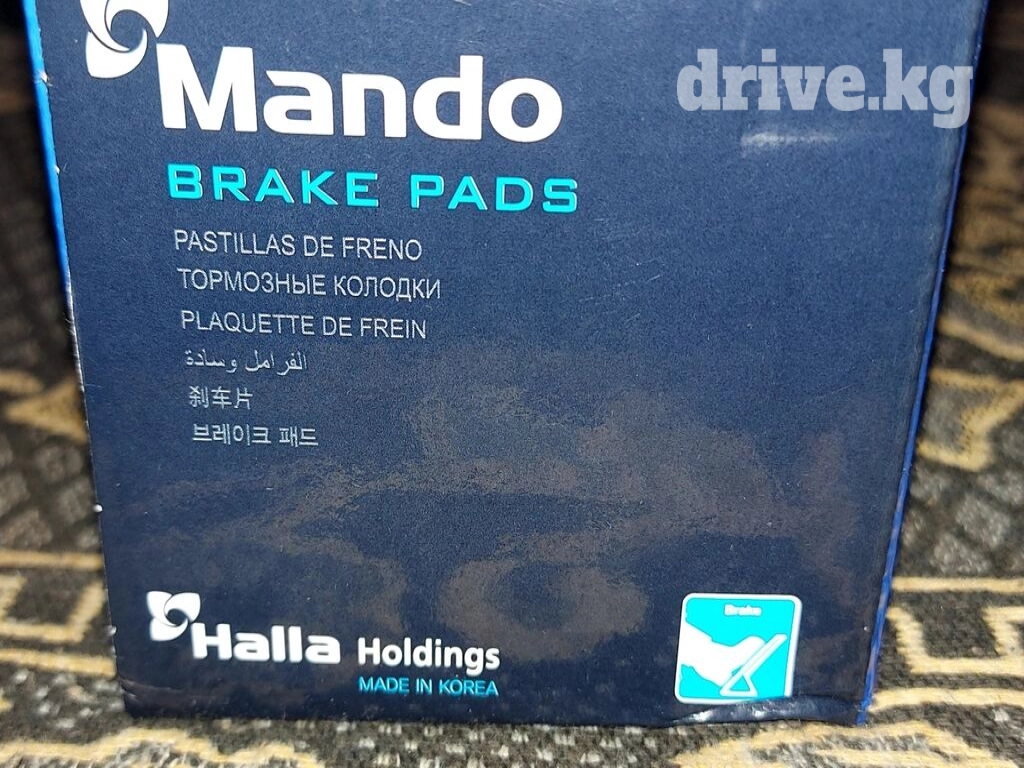 Mando
drive.kg
BRAKE PADS
PASTILLAS DE FRENO
ТОРМОЗНЫЕ КОЛОДКИ
PLAQUETTE DE FREIN
الفرامل وسادة
刹车片
브레이크 패드
Brake
Halla Holdings
MADE IN KOREA